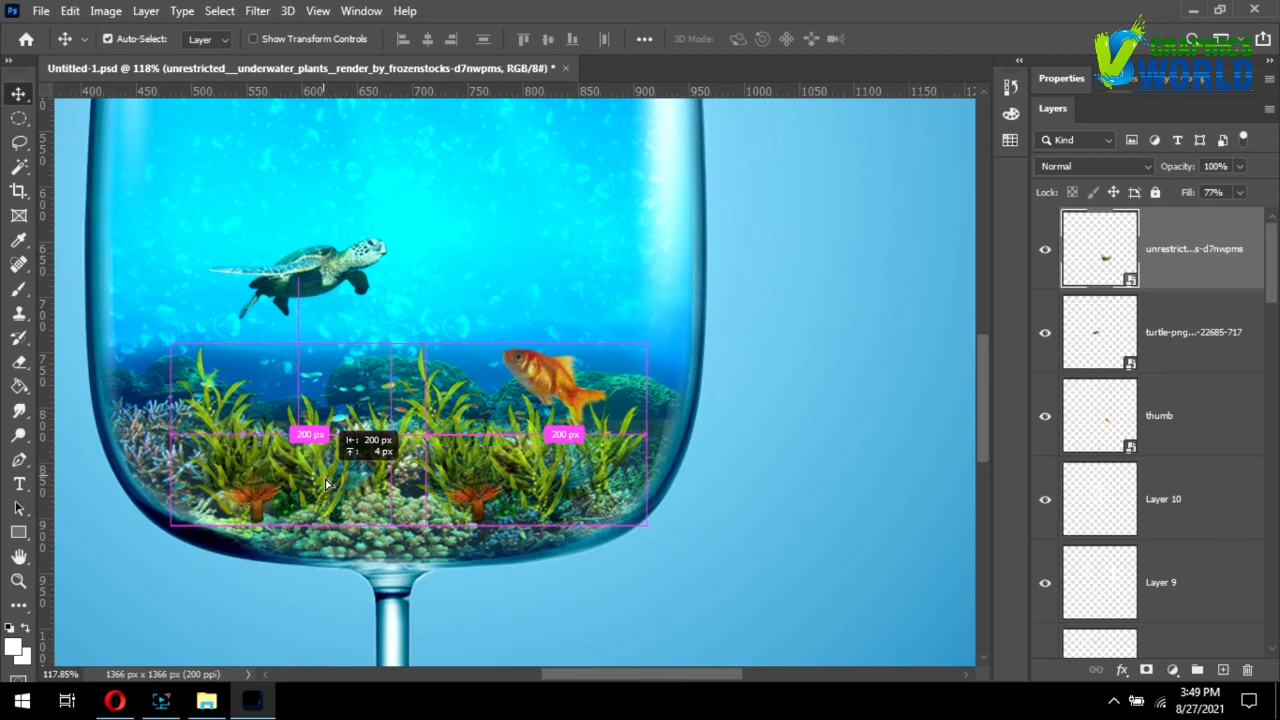 Ps File Edit Image Layer Type Select Filter 3D View Window Help
Auto-Select: Layer Show Transform Controls 3D Mode:
GRAPHICS
WORLD
Untitled-1.psd @ 118% (unrestricted__underwater_plants__render_by_frozenstocks-d7nwpms, RGB/8#) *
400 450 500 550 600 650 700 750 800 850 900 950 1000 1050 1100 1150
Properties
Layers
Kind
Normal Opacity: 100%
Lock: Fill: 77%
unrestrict...s-d7nwpms
turtle-png...-22685-717
thumb
Layer 10
Layer 9
200 px
200 px
200 px
4 px
117.85% 1366 px x 1366 px (200 ppi)
3:49 PM
8/27/2021